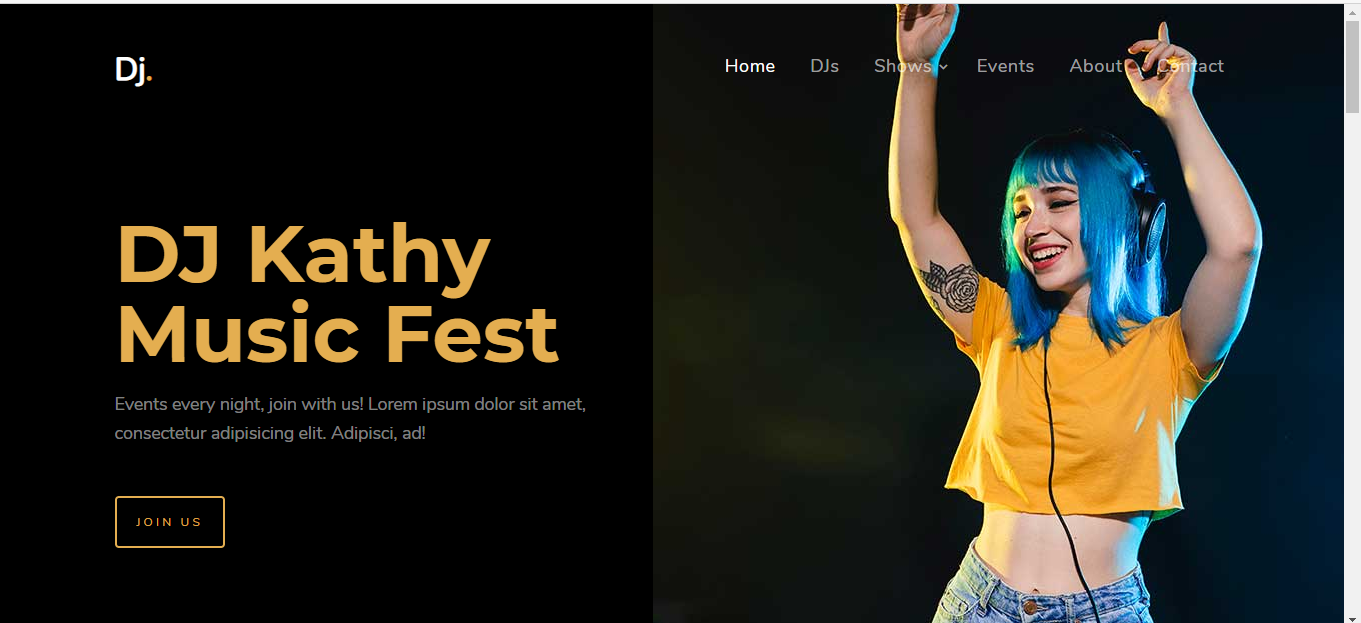 Dj.
Home DJs Shows Events About Contact
DJ Kathy
Music Fest
Events every night, join with us! Lorem ipsum dolor sit amet,
consectetur adipisicing elit. Adipisci, ad!
JOIN US